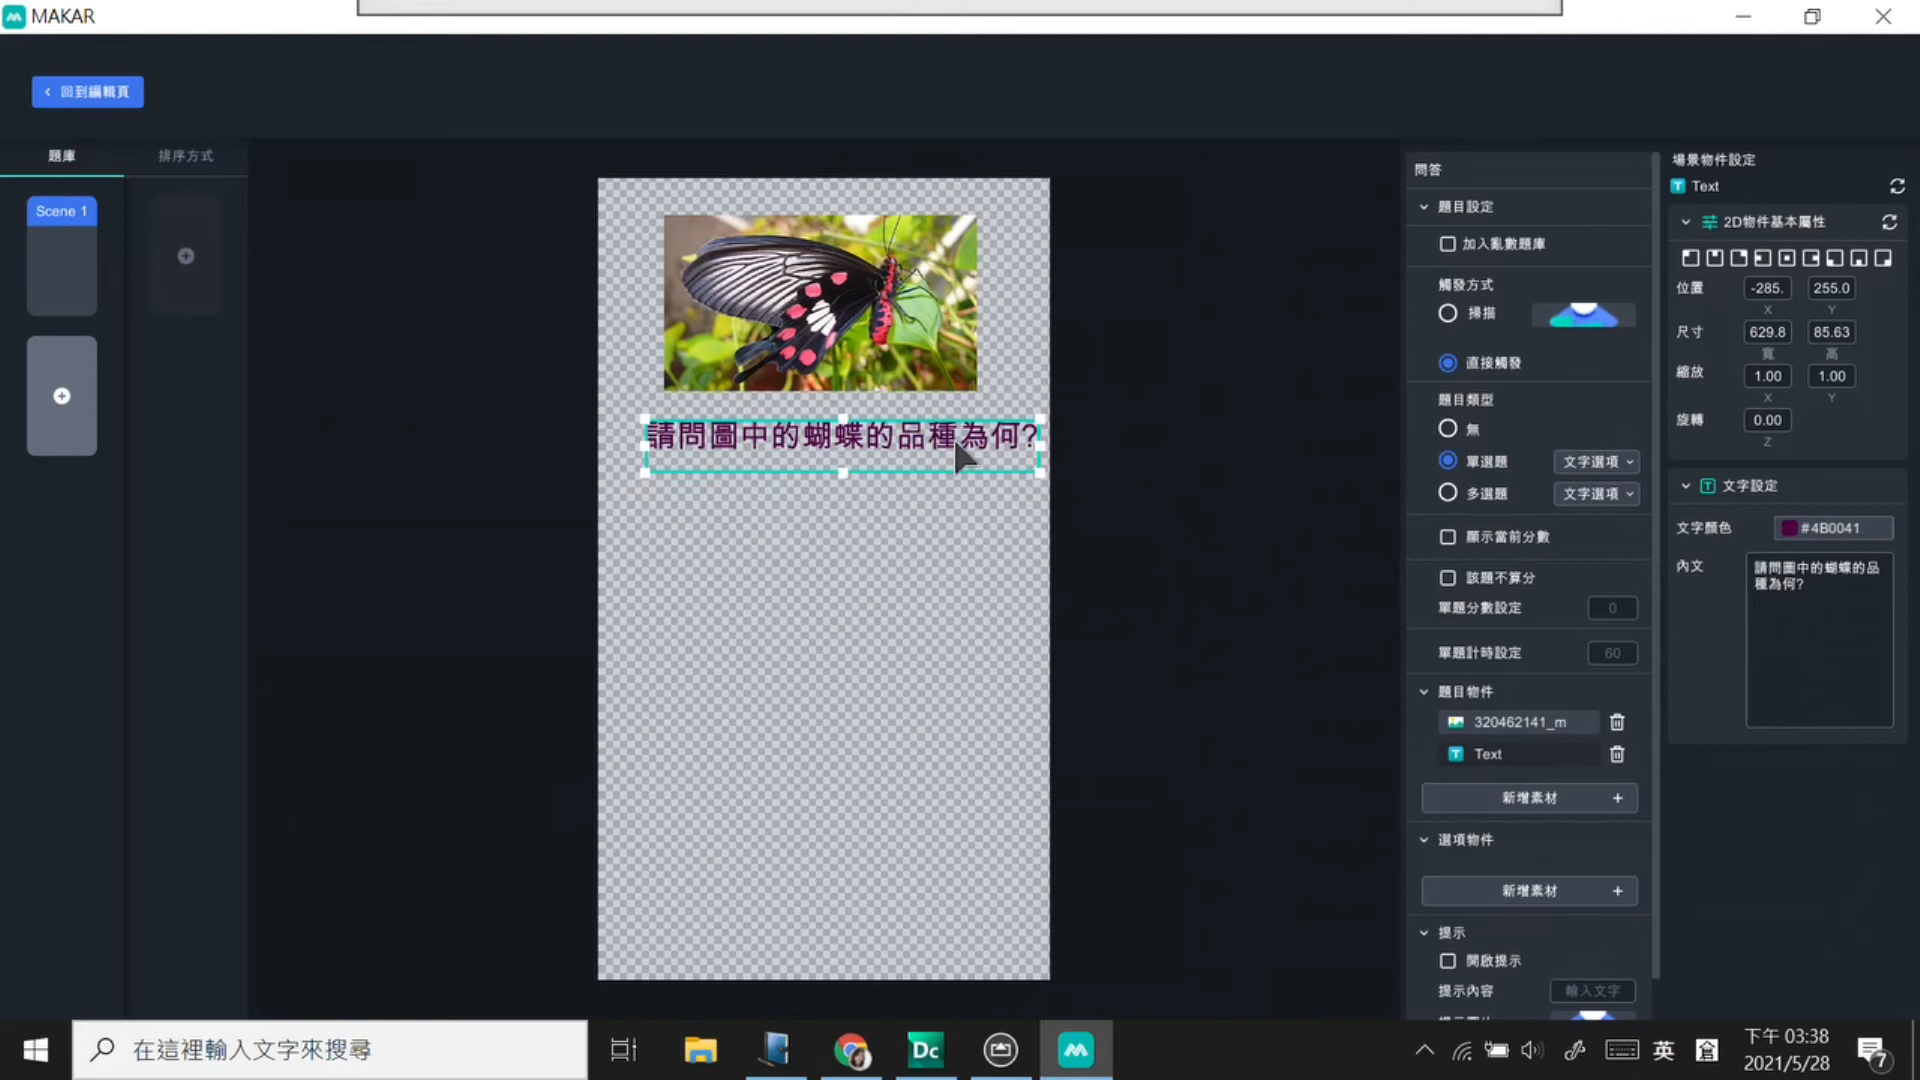 MAKAR
回到編輯頁
題庫
排序方式
Scene 1
請問圖中的蝴蝶的品種為何?
問答
題目設定
加入亂數題庫
觸發方式
掃描
直接觸發
題目類型
無
單選題
文字選項
多選題
文字選項
顯示當前分數
該題不算分
單題分數設定
0
單題計時設定
60
題目物件
320462141_m
Text
新增素材 +
選項物件
新增素材 +
提示
開啟提示
提示內容
輸入文字
場景物件設定
Text
2D物件基本屬性
位置
-285.
255.0
X
Y
尺寸
629.8
85.63
寬
高
縮放
1.00
1.00
X
Y
旋轉
0.00
Z
文字設定
文字顏色
#4B0041
內文
請問圖中的蝴蝶的品
種為何?
在這裡輸入文字來搜尋
Dc
英
倉
下午 03:38
2021/5/28
7